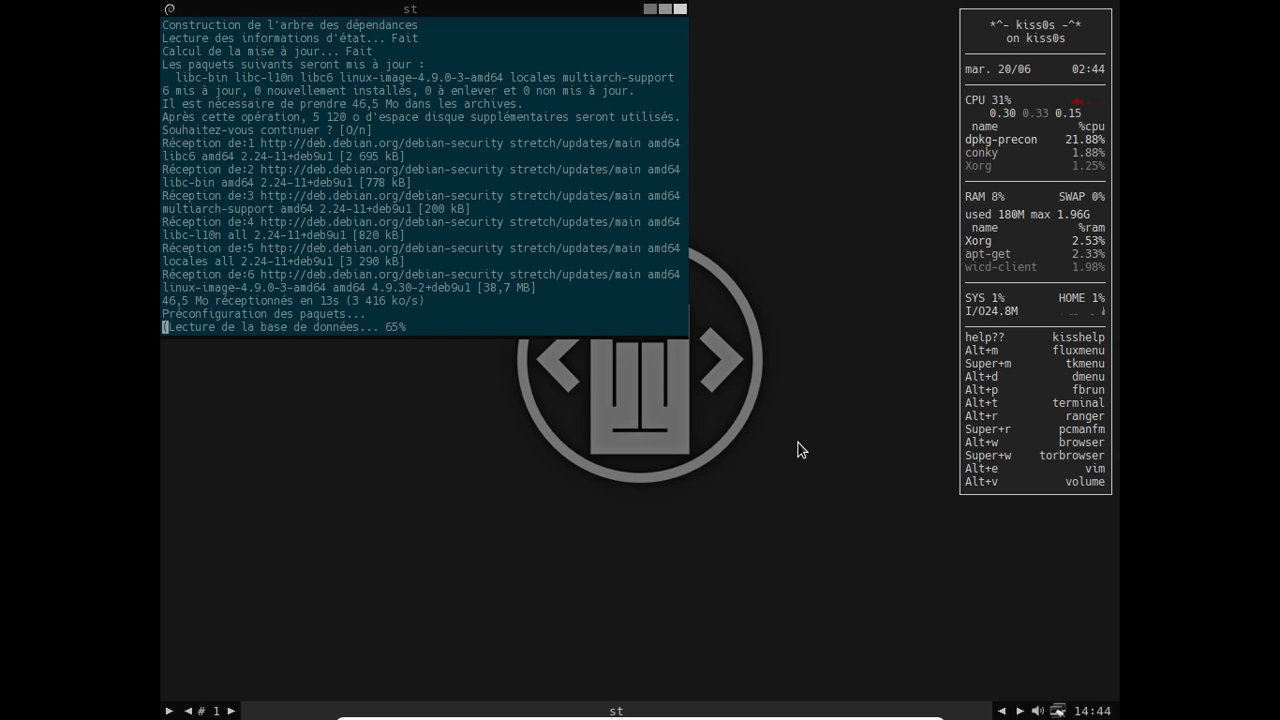 st
Construction de l'arbre des dépendances
Lecture des informations d'état... Fait
Calcul de la mise à jour... Fait
Les paquets suivants seront mis à jour :
  libc-bin libc-l10n libc6 linux-image-4.9.0-3-amd64 locales multiarch-support
6 mis à jour, 0 nouvellement installés, 0 à enlever et 0 non mis à jour.
Il est nécessaire de prendre 46,5 Mo dans les archives.
Après cette opération, 5 120 o d'espace disque supplémentaires seront utilisés.
Souhaitez-vous continuer ? [O/n]
Réception de:1 http://deb.debian.org/debian-security stretch/updates/main amd64
libc6 amd64 2.24-11+deb9u1 [2 695 kB]
Réception de:2 http://deb.debian.org/debian-security stretch/updates/main amd64
libc-bin amd64 2.24-11+deb9u1 [778 kB]
Réception de:3 http://deb.debian.org/debian-security stretch/updates/main amd64
multiarch-support amd64 2.24-11+deb9u1 [200 kB]
Réception de:4 http://deb.debian.org/debian-security stretch/updates/main amd64
libc-l10n all 2.24-11+deb9u1 [820 kB]
Réception de:5 http://deb.debian.org/debian-security stretch/updates/main amd64
locales all 2.24-11+deb9u1 [3 290 kB]
Réception de:6 http://deb.debian.org/debian-security stretch/updates/main amd64
linux-image-4.9.0-3-amd64 amd64 4.9.30-2+deb9u1 [38,7 MB]
46,5 Mo réceptionnés en 13s (3 416 ko/s)
Préconfiguration des paquets...
(Lecture de la base de données... 65%
*^- kiss0s -^*
on kiss0s
mar. 20/06 02:44
CPU 31%
0.30 0.33 0.15
name %cpu
dpkg-precon 21.88%
conky 1.88%
Xorg 1.25%
RAM 8% SWAP 0%
used 180M max 1.96G
name %ram
Xorg 2.53%
apt-get 2.33%
wicd-client 1.98%
SYS 1% HOME 1%
I/O24.8M
help?? kisshelp
Alt+m fluxmenu
Super+m tkmenu
Alt+d dmenu
Alt+p fbrun
Alt+t terminal
Alt+r ranger
Super+r pcmanfm
Alt+w browser
Super+w torbrowser
Alt+e vim
Alt+v volume
# 1 st 14:44